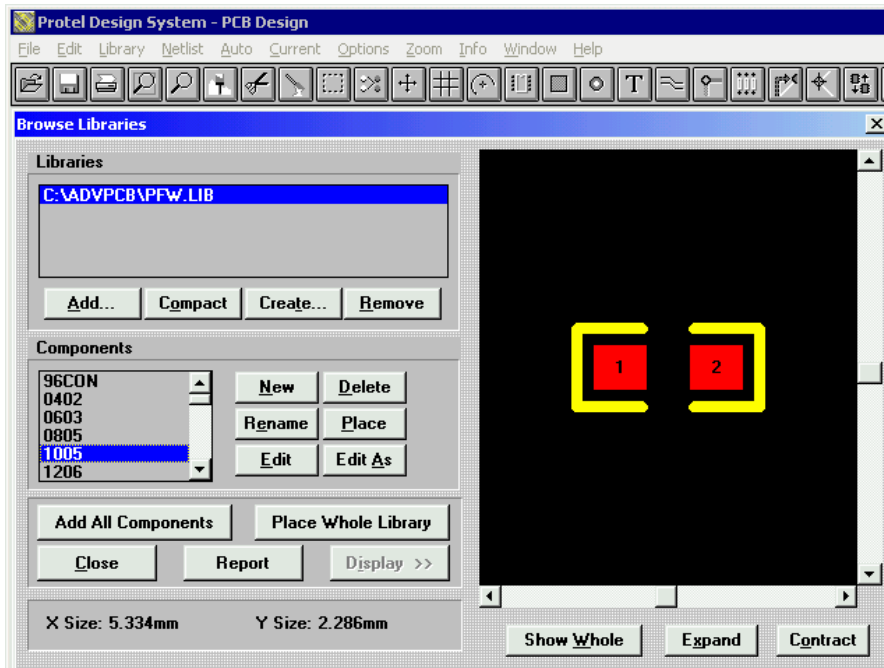 Protel Design System - PCB Design
File Edit Library Netlist Auto Current Options Zoom Info Window Help
T
Browse Libraries
Libraries
C:\ADVPCB\PFW.LIB
Add... Compact Create... Remove
Components
96CON
0402
0603
0805
1005
1206
New Delete
Rename Place
Edit Edit As
Add All Components Place Whole Library
Close Report Display >>
X Size: 5.334mm Y Size: 2.286mm
1 2
Show Whole Expand Contract